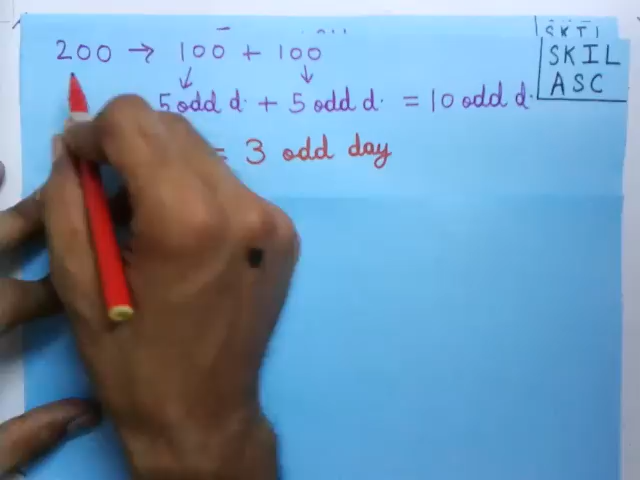 200 → 100 + 100
5 odd d. + 5 odd d. = 10 odd d.
= 3 odd day
SKIL
ASC